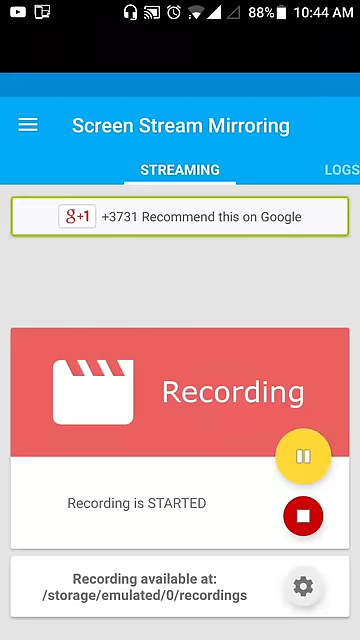 88% 10:44 AM
Screen Stream Mirroring
STREAMING LOGS
g+1 +3731 Recommend this on Google
Recording
Recording is STARTED
Recording available at:
/storage/emulated/0/recordings